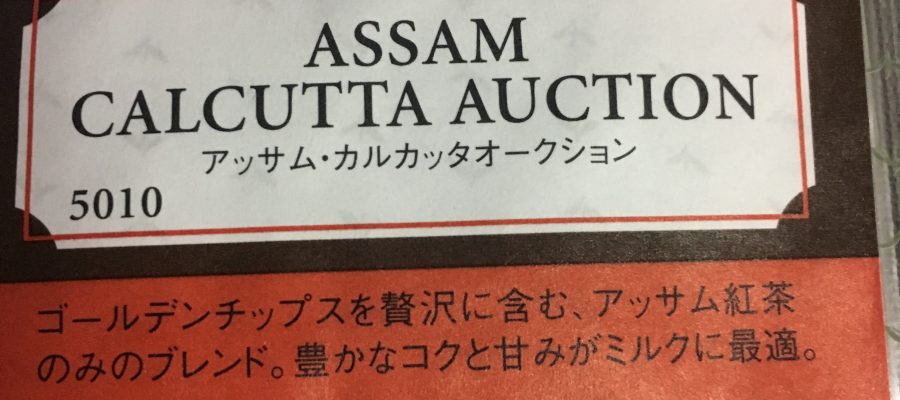 ASSAM
CALCUTTA AUCTION
アッサム・カルカッタオークション
5010
ゴールデンチップスを贅沢に含む、アッサム紅茶
のみのブレンド。豊かなコクと甘みがミルクに最適。